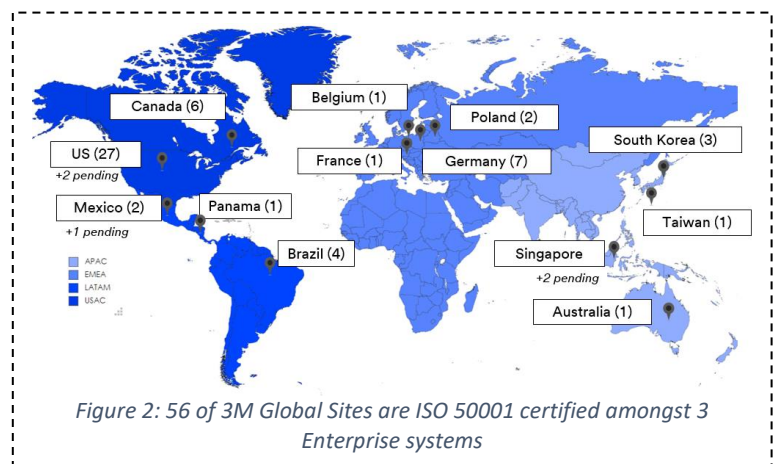 Belgium (1)
Canada (6)
Poland (2)
South Korea (3)
US (27)
+2 pending
France (1)
Germany (7)
Mexico (2)
+1 pending
Panama (1)
Taiwan (1)
Brazil (4)
Singapore
+2 pending
APAC
EMEA
LATAM
USAC
Australia (1)
Figure 2: 56 of 3M Global Sites are ISO 50001 certified amongst 3
Enterprise systems